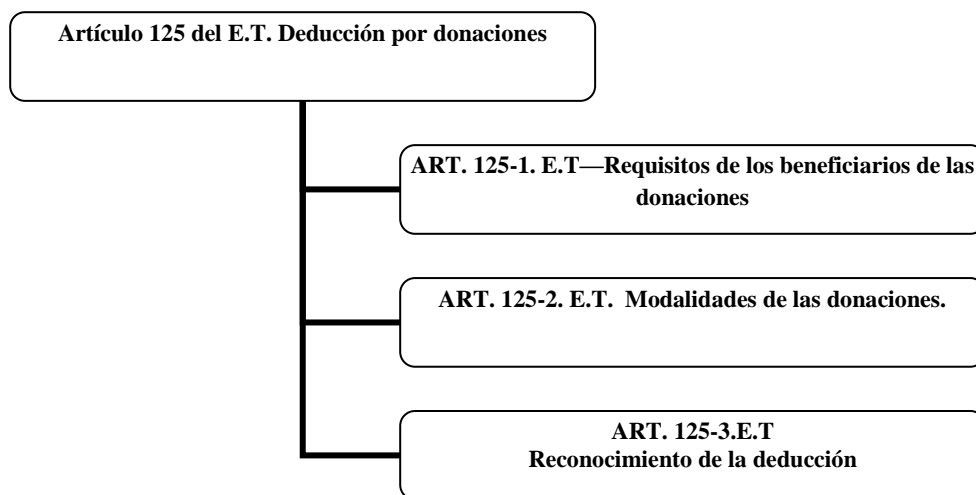 Artículo 125 del E.T. Deducción por donaciones
ART. 125-1. E.T—Requisitos de los beneficiarios de las
donaciones
ART. 125-2. E.T.  Modalidades de las donaciones.
ART. 125-3.E.T
Reconocimiento de la deducción